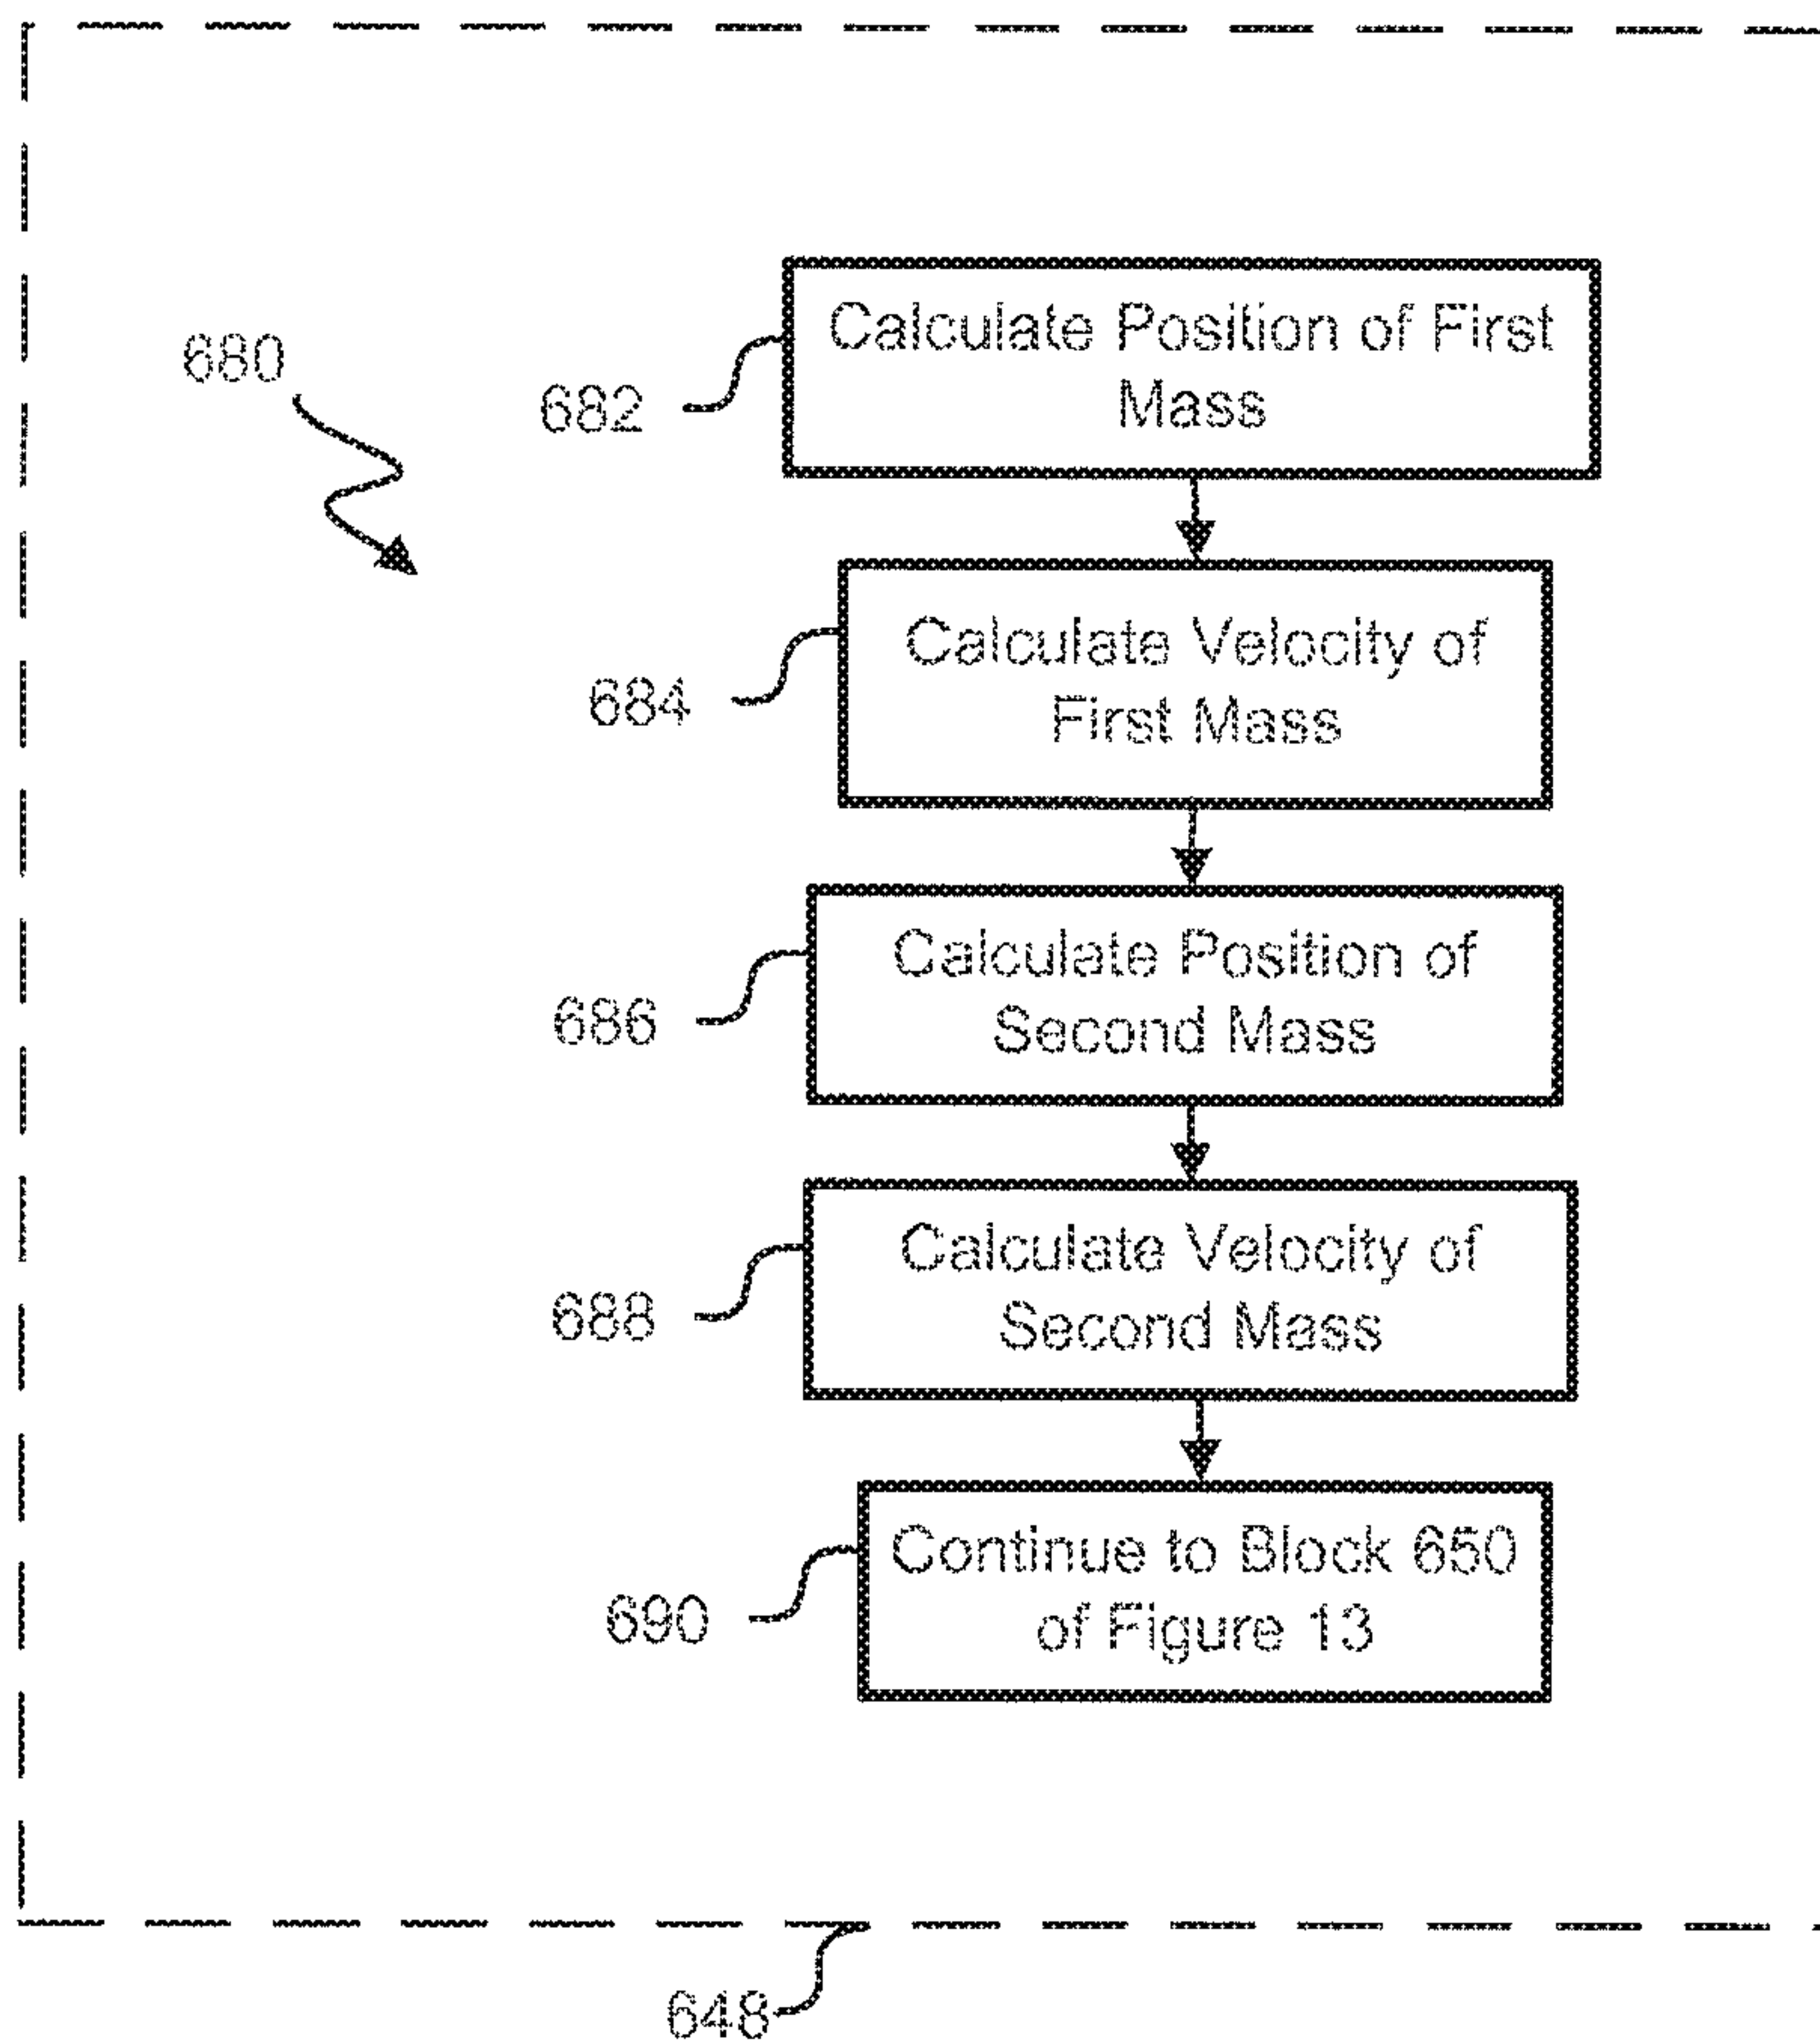 680
682
Calculate Position of First
Mass
684
Calculate Velocity of
First Mass
686
Calculate Position of
Second Mass
688
Calculate Velocity of
Second Mass
690
Continue to Block 650
of Figure 13
648